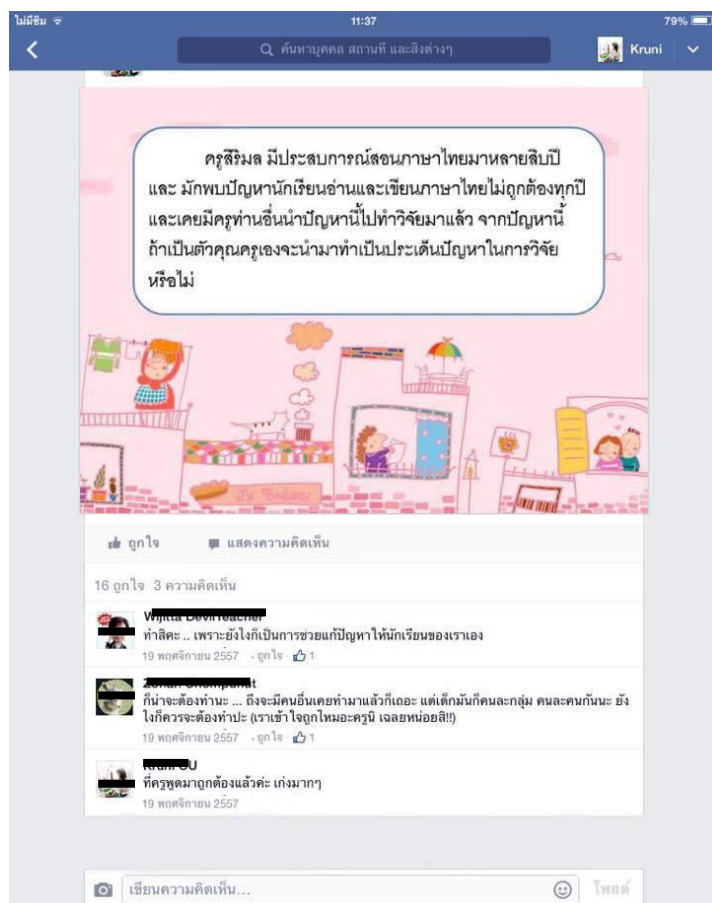 ไม่มีซิม
11:37
79%
ค้นหาบุคคล สถานที่ และสิ่งต่างๆ
Kruni
ครูสิริมล มีประสบการณ์สอนภาษาไทยมาหลายสิบปี
และ มักพบปัญหานักเรียนอ่านและเขียนภาษาไทยไม่ถูกต้องทุกปี
และเคยมีครูท่านอื่นนำปัญหานี้ไปทำวิจัยมาแล้ว จากปัญหานี้
ถ้าเป็นตัวคุณครูเองจะนำมาทำเป็นประเด็นปัญหาในการวิจัย
หรือไม่
ถูกใจ แสดงความคิดเห็น
16 ถูกใจ 3 ความคิดเห็น
ทำสิคะ .. เพราะยังไงก็เป็นการช่วยแก้ปัญหาให้นักเรียนของเราเอง
19 พฤศจิกายน 2557 · ถูกใจ · 1
ก็น่าจะต้องทำนะ ... ถึงจะมีคนอื่นเคยทำมาแล้วก็เถอะ แต่เด็กมันก็คนละกลุ่ม คนละคนกันนะ ยัง
ไงก็ควรจะต้องทำปะ (เราเข้าใจถูกไหมอะครูนิ เฉลยหน่อยสิ!!)
19 พฤศจิกายน 2557 · ถูกใจ · 1
ที่ครูพูดมาถูกต้องแล้วค่ะ เก่งมากๆ
19 พฤศจิกายน 2557
เขียนความคิดเห็น...
โพสต์